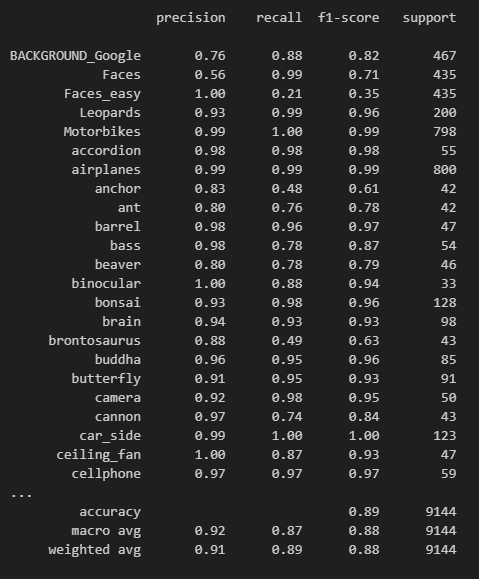 precision recall f1-score support
BACKGROUND_Google 0.76 0.88 0.82 467
Faces 0.56 0.99 0.71 435
Faces_easy 1.00 0.21 0.35 435
Leopards 0.93 0.99 0.96 200
Motorbikes 0.99 1.00 0.99 798
accordion 0.98 0.98 0.98 55
airplanes 0.99 0.99 0.99 800
anchor 0.83 0.48 0.61 42
ant 0.80 0.76 0.78 42
barrel 0.98 0.96 0.97 47
bass 0.98 0.78 0.87 54
beaver 0.80 0.78 0.79 46
binocular 1.00 0.88 0.94 33
bonsai 0.93 0.98 0.96 128
brain 0.94 0.93 0.93 98
brontosaurus 0.88 0.49 0.63 43
buddha 0.96 0.95 0.96 85
butterfly 0.91 0.95 0.93 91
camera 0.92 0.98 0.95 50
cannon 0.97 0.74 0.84 43
car_side 0.99 1.00 1.00 123
ceiling_fan 1.00 0.87 0.93 47
cellphone 0.97 0.97 0.97 59
...
accuracy 0.89 9144
macro avg 0.92 0.87 0.88 9144
weighted avg 0.91 0.89 0.88 9144